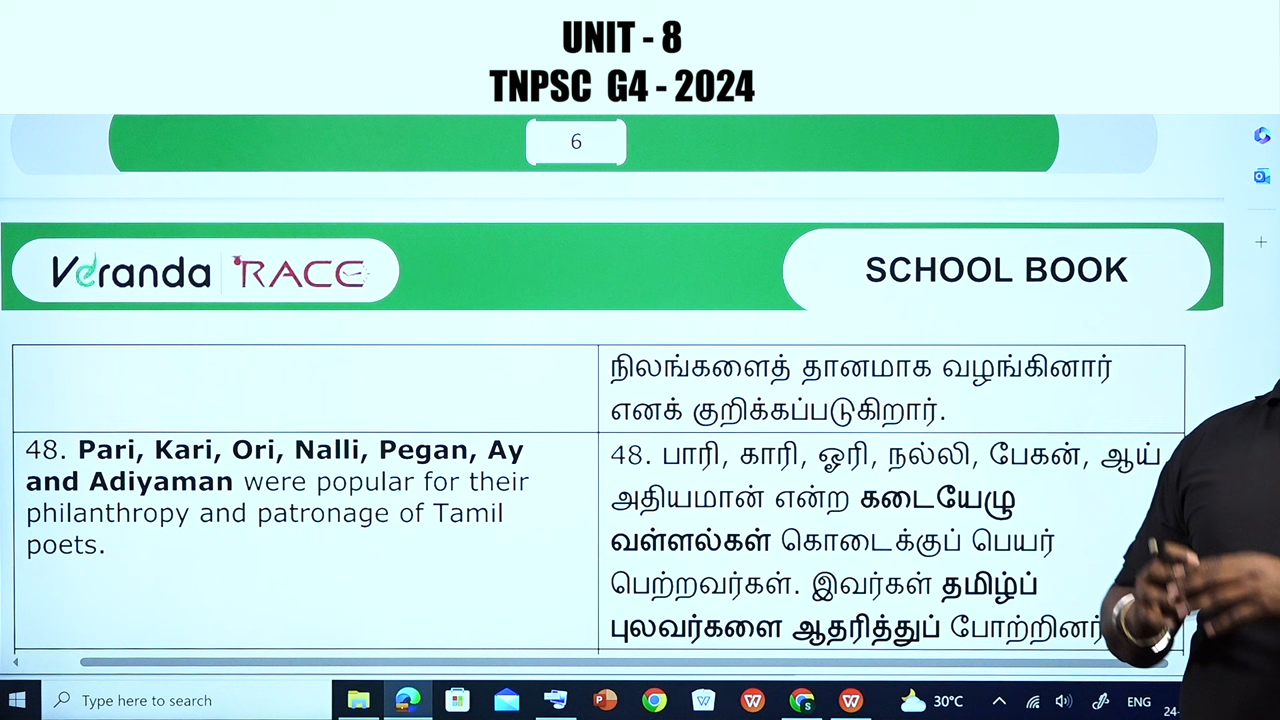 UNIT - 8
TNPSC G4 - 2024
6
Veranda RACE
SCHOOL BOOK
நிலங்களைத் தானமாக வழங்கினார்
எனக் குறிக்கப்படுகிறார்.
48. Pari, Kari, Ori, Nalli, Pegan, Ay
and Adiyaman were popular for their
philanthropy and patronage of Tamil
poets.
48. பாரி, காரி, ஓரி, நல்லி, பேகன், ஆய்,
அதியமான் என்ற கடையேழு
வள்ளல்கள் கொடைக்குப் பெயர்
பெற்றவர்கள். இவர்கள் தமிழ்ப்
புலவர்களை ஆதரித்துப் போற்றினர்
Type here to search
30°C
ENG
24-